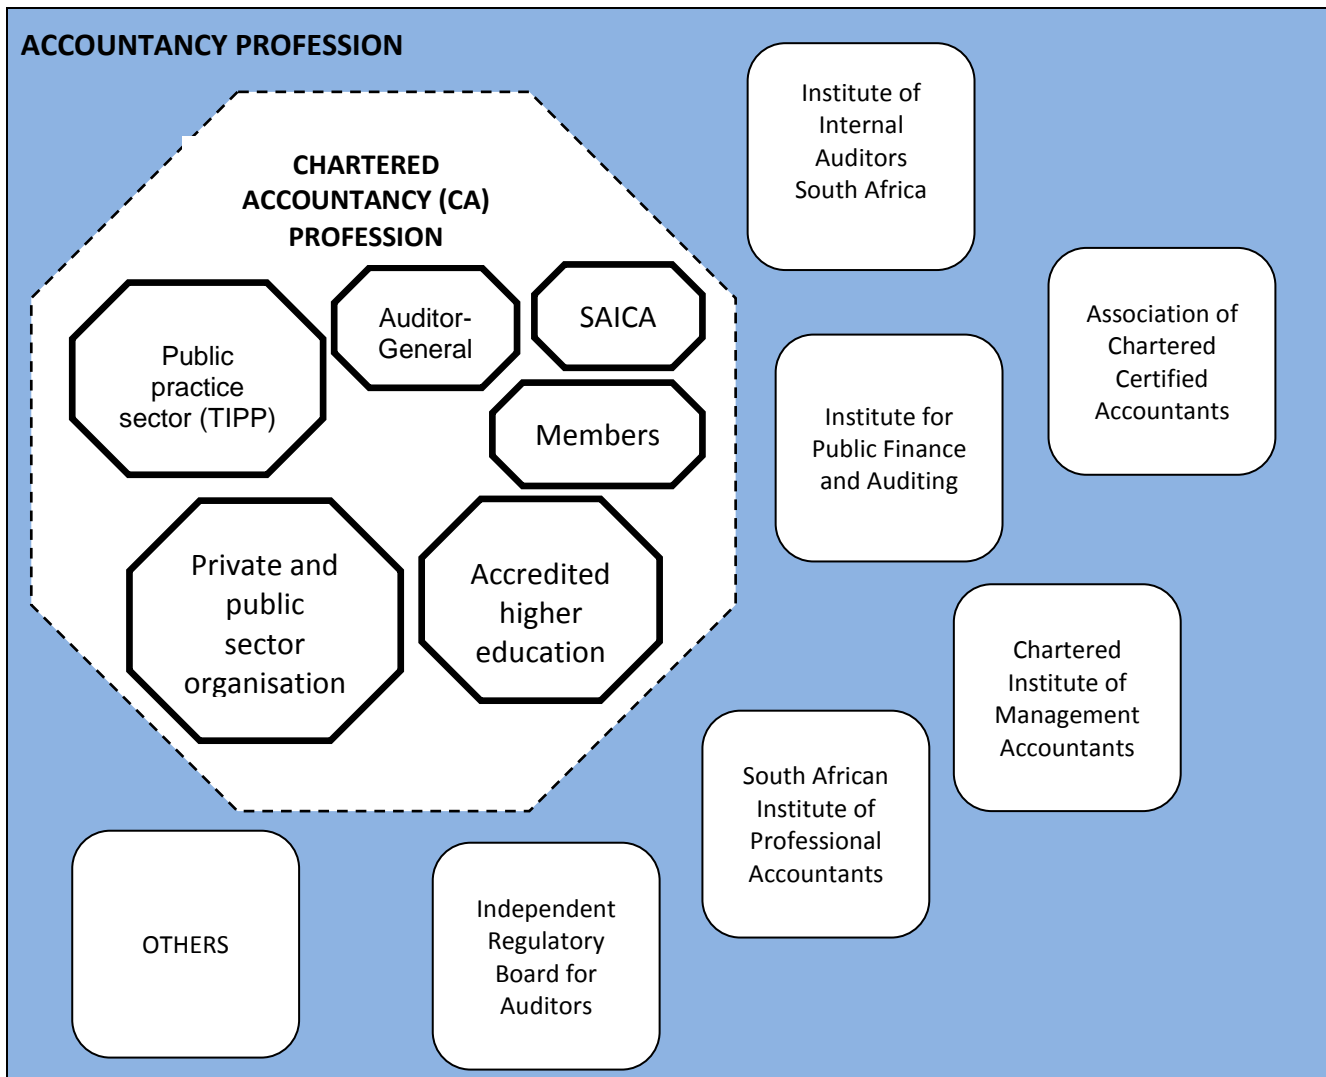 ACCOUNTANCY PROFESSION
CHARTERED
ACCOUNTANCY (CA)
PROFESSION
Public
practice
sector (TIPP)
Auditor-
General
SAICA
Members
Private and
public
sector
organisation
Accredited
higher
education
Institute of
Internal
Auditors
South Africa
Association of
Chartered
Certified
Accountants
Institute for
Public Finance
and Auditing
Chartered
Institute of
Management
Accountants
South African
Institute of
Professional
Accountants
Independent
Regulatory
Board for
Auditors
OTHERS